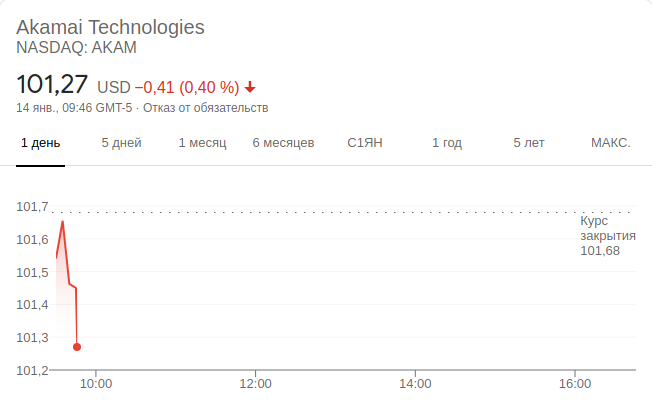 Akamai Technologies
NASDAQ: AKAM
101,27 USD −0,41 (0,40 %)
14 янв., 09:46 GMT-5 · Отказ от обязательств
1 день 5 дней 1 месяц 6 месяцев С1ЯН 1 год 5 лет МАКС.
101,7
101,6
101,5
101,4
101,3
101,2
Курс
закрытия
101,68
10:00 12:00 14:00 16:00